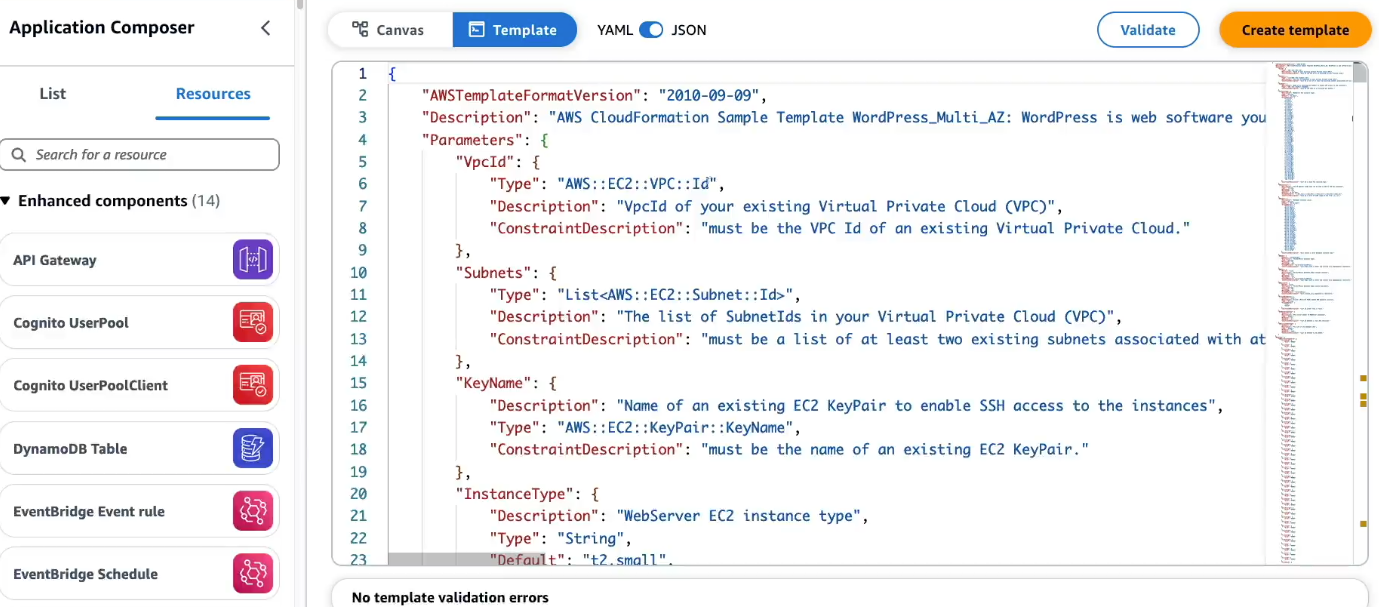 Application Composer
List
Resources
Search for a resource
Enhanced components (14)
API Gateway
Cognito UserPool
Cognito UserPoolClient
DynamoDB Table
EventBridge Event rule
EventBridge Schedule
Canvas
Template
YAML
JSON
Validate
Create template
1 {
2 "AWSTemplateFormatVersion": "2010-09-09",
3 "Description": "AWS CloudFormation Sample Template WordPress_Multi_AZ: WordPress is web software you
4 "Parameters": {
5 "VpcId": {
6 "Type": "AWS::EC2::VPC::Id",
7 "Description": "VpcId of your existing Virtual Private Cloud (VPC)",
8 "ConstraintDescription": "must be the VPC Id of an existing Virtual Private Cloud."
9 },
10 "Subnets": {
11 "Type": "List<AWS::EC2::Subnet::Id>",
12 "Description": "The list of SubnetIds in your Virtual Private Cloud (VPC)",
13 "ConstraintDescription": "must be a list of at least two existing subnets associated with at
14 },
15 "KeyName": {
16 "Description": "Name of an existing EC2 KeyPair to enable SSH access to the instances",
17 "Type": "AWS::EC2::KeyPair::KeyName",
18 "ConstraintDescription": "must be the name of an existing EC2 KeyPair."
19 },
20 "InstanceType": {
21 "Description": "WebServer EC2 instance type",
22 "Type": "String",
23 "Default": "t2.small",
No template validation errors